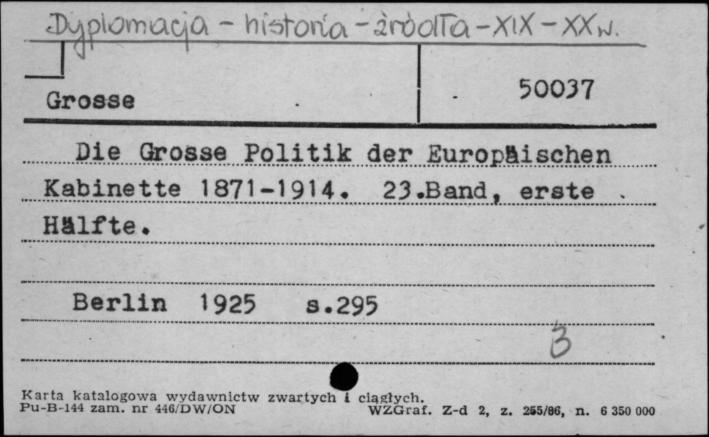 Dyplomacja - historia - źródła - XIX - XX w.
Grosse
50037
Die Grosse Politik der Europäischen
Kabinette 1871-1914. 23.Band, erste
Hälfte.
Berlin 1925 s.295
3
Karta katalogowa wydawnictw zwartych i ciągłych.
Pu-B-144 zam. nr 446/DW/ON WZGraf. Z-d 2, z. 255/86, n. 6 350 000